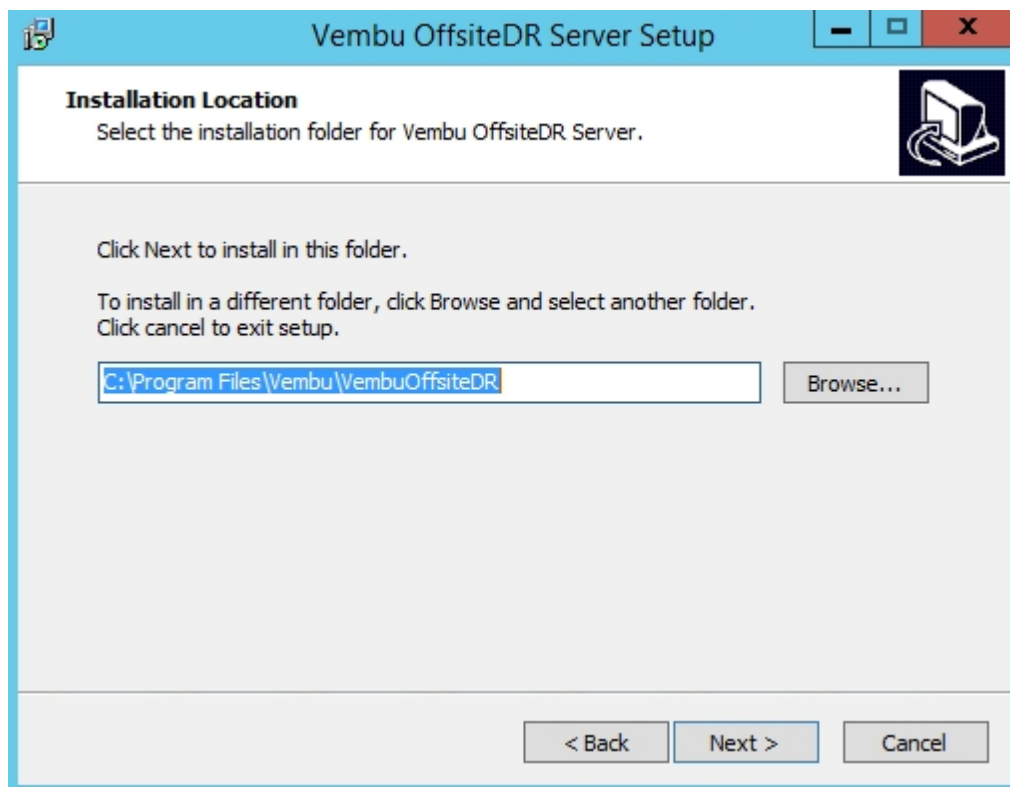 Vembu OffsiteDR Server Setup
Installation Location
Select the installation folder for Vembu OffsiteDR Server.
Click Next to install in this folder.
To install in a different folder, click Browse and select another folder.
Click cancel to exit setup.
C:\Program Files\Vembu\VembuOffsiteDR
Browse...
< Back
Next >
Cancel